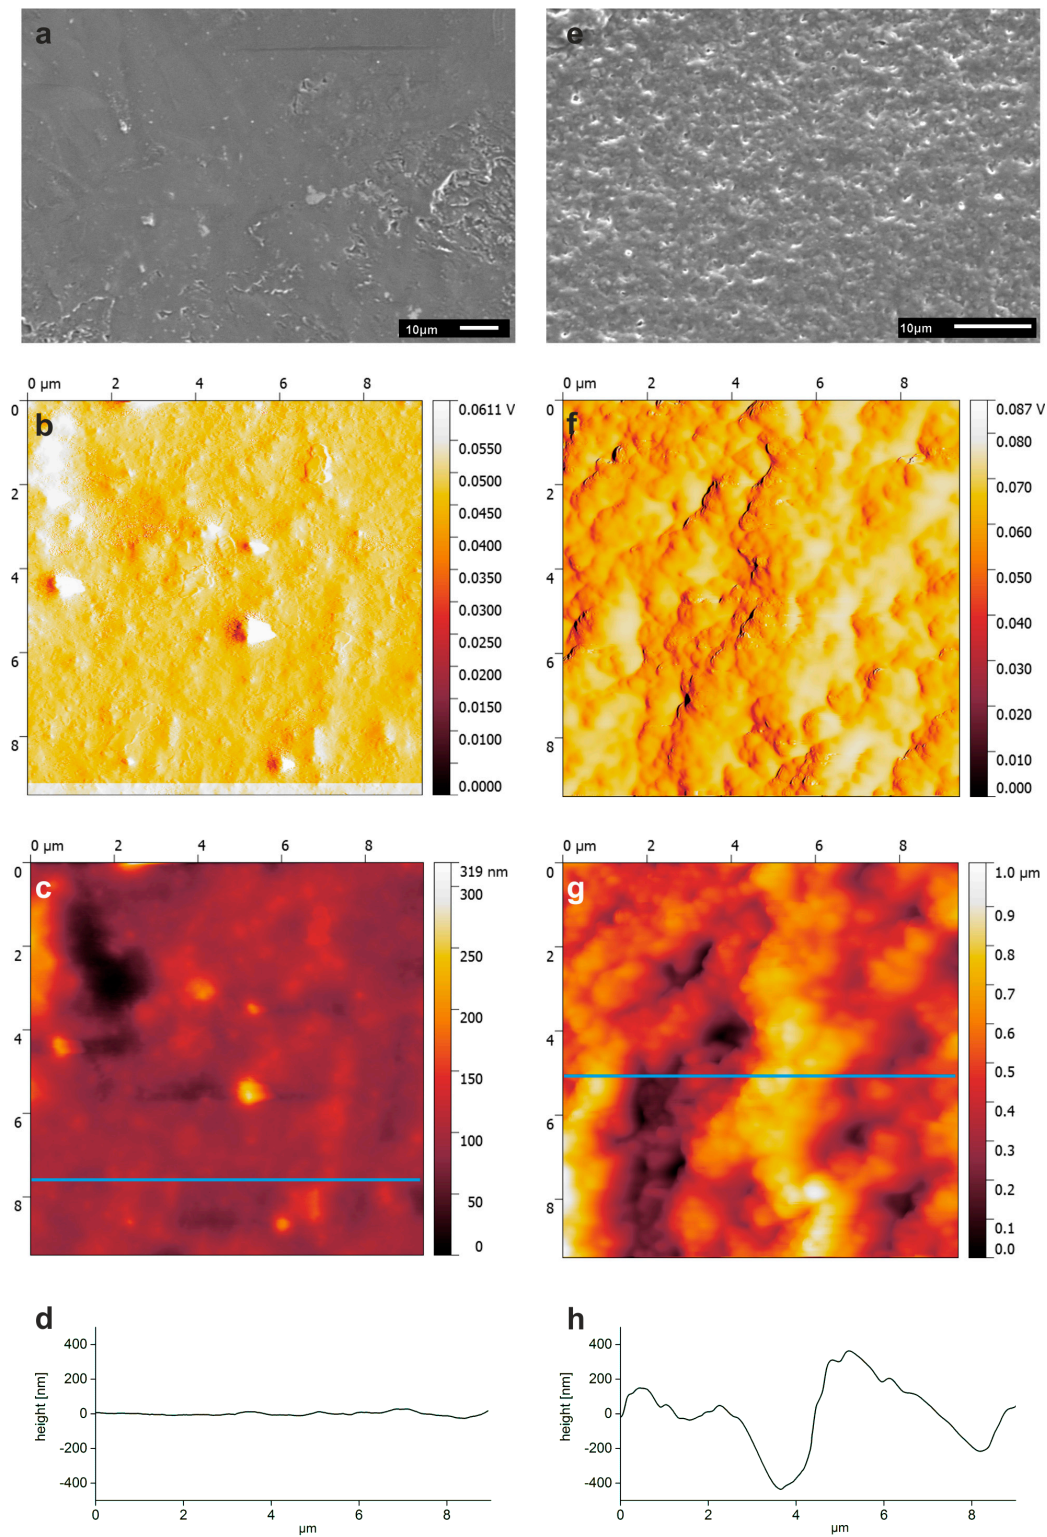 a
10µm
e
10µm
0 µm 2 4 6 8
0
2
4
6
8
b
0.0611 V
0.0550
0.0500
0.0450
0.0400
0.0350
0.0300
0.0250
0.0200
0.0150
0.0100
0.0000
0 µm 2 4 6 8
0
2
4
6
8
f
0.087 V
0.080
0.070
0.060
0.050
0.040
0.030
0.020
0.010
0.000
0 µm 2 4 6 8
0
2
4
6
8
c
319 nm
300
250
200
150
100
50
0
0 µm 2 4 6 8
0
2
4
6
8
g
1.0 µm
0.9
0.8
0.7
0.6
0.5
0.4
0.3
0.2
0.1
0.0
d
height [nm]
400
200
0
-200
-400
0 2 4 6 8
µm
h
height [nm]
400
200
0
-200
-400
0 2 4 6 8
µm